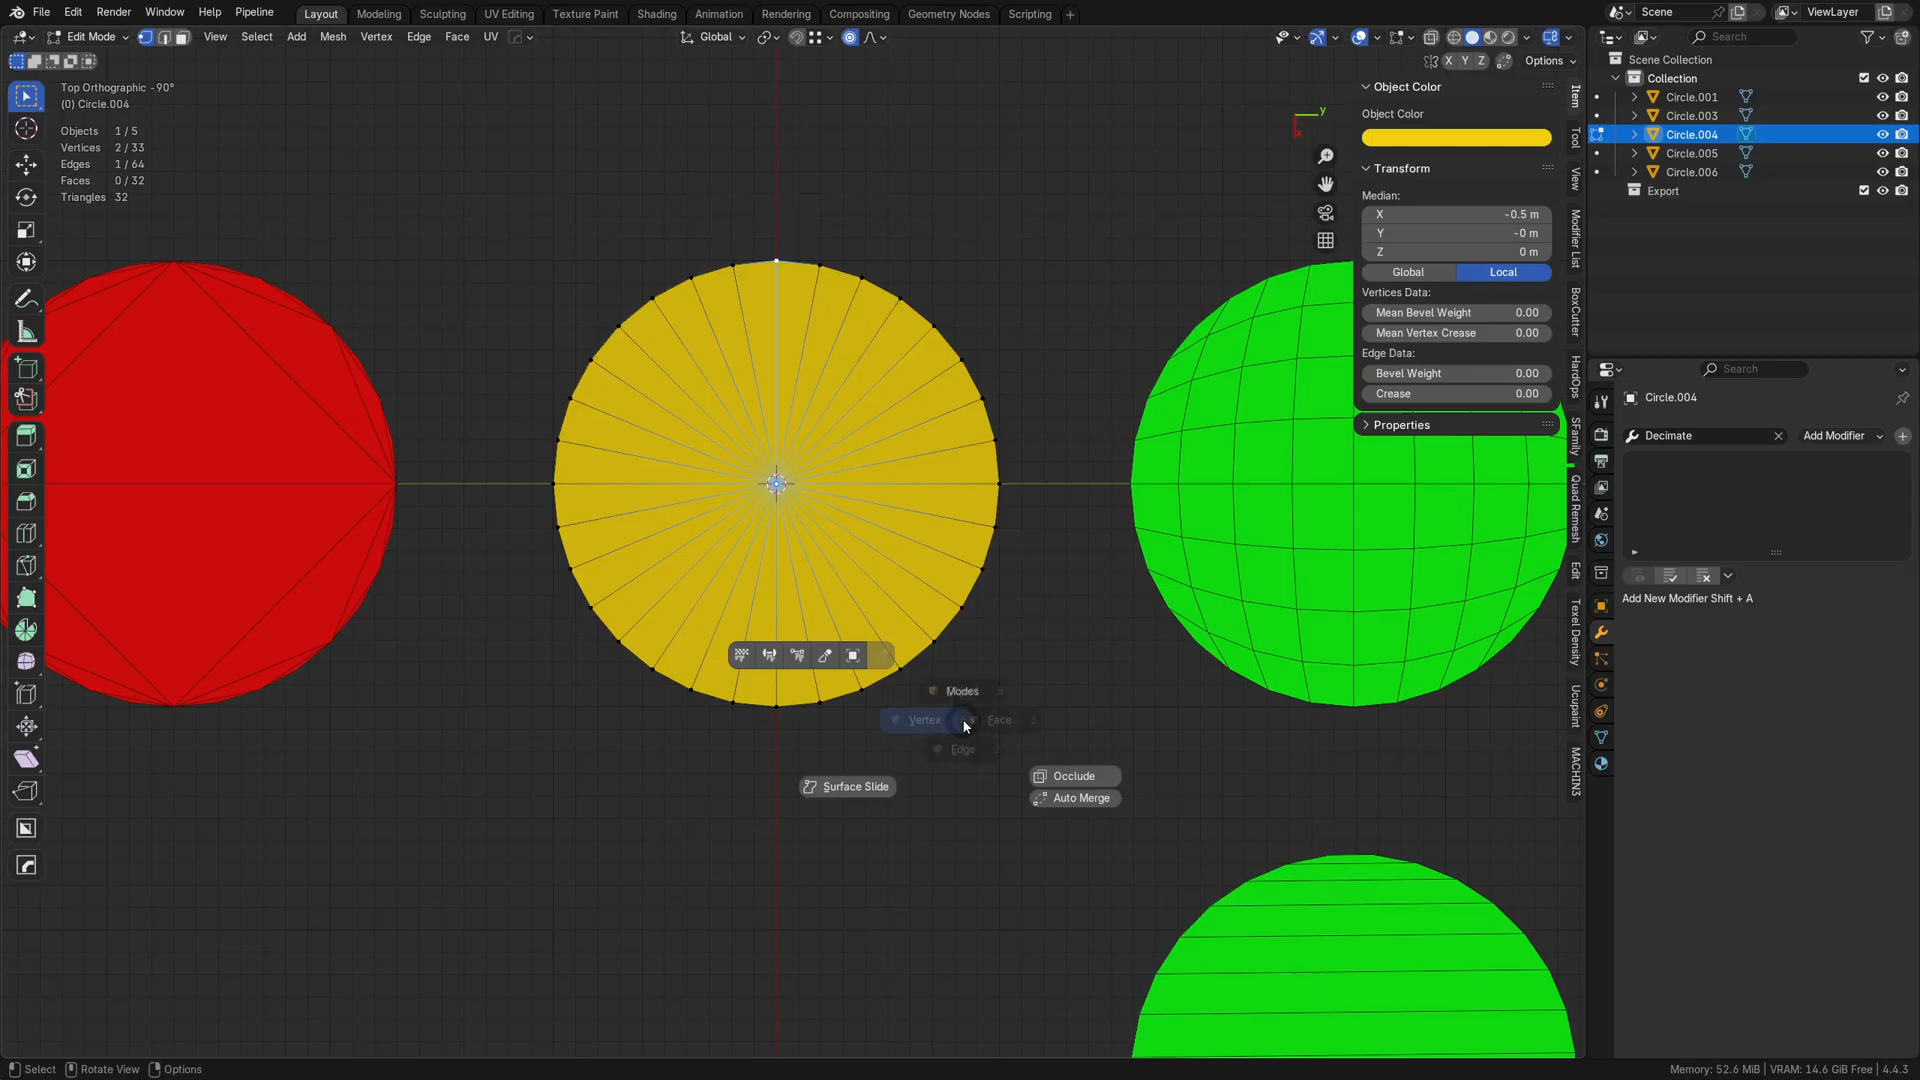 File Edit Render Window Help Pipeline Layout Modeling Sculpting UV Editing Texture Paint Shading Animation Rendering Compositing Geometry Nodes Scripting + Scene ViewLayer
Edit Mode View Select Add Mesh Vertex Edge Face UV Global Search
X Y Z Options
Top Orthographic -90°
(0) Circle.004
Objects 1 / 5
Vertices 2 / 33
Edges 1 / 64
Faces 0 / 32
Triangles 32
y
x
Modes
Vertex Face
Edge
Surface Slide
Occlude
Auto Merge
Object Color
Object Color
Transform
Median:
X -0.5 m
Y -0 m
Z 0 m
Global Local
Vertices Data:
Mean Bevel Weight 0.00
Mean Vertex Crease 0.00
Edge Data:
Bevel Weight 0.00
Crease 0.00
Properties
Item
Tool
View
Modifier List
BoxCutter
HardOps
SFamily
Quad Remesh
Edit
Texel Density
Ucupaint
MACHIN3
Scene Collection
Collection
Circle.001
Circle.003
Circle.004
Circle.005
Circle.006
Export
Search
Circle.004
Decimate Add Modifier
Add New Modifier Shift + A
Select Rotate View Options Memory: 52.6 MiB | VRAM: 14.6 GiB Free | 4.4.3